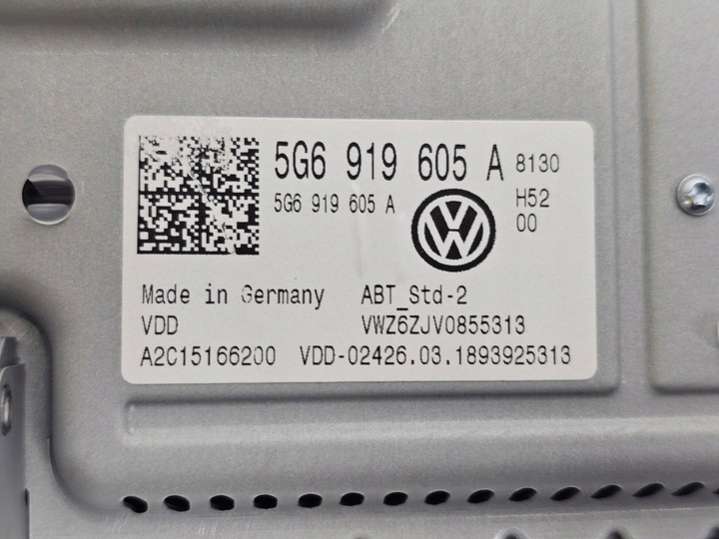 5G6 919 605 A 8130
5G6 919 605 A H52
00
Made in Germany ABT_Std-2
VDD VWZ6ZJV0855313
A2C15166200 VDD-02426.03.1893925313